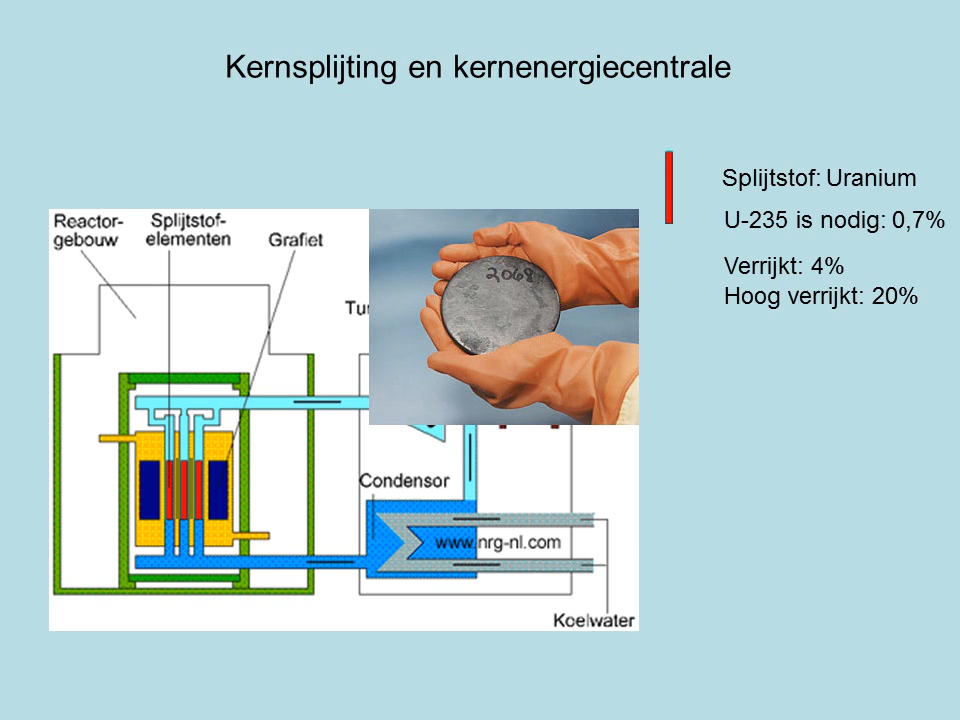 Kernsplijting en kernenergiecentrale
Splijtstof: Uranium
U-235 is nodig: 0,7%
Verrijkt: 4%
Hoog verrijkt: 20%
Reactor-
gebouw
Splijtstof-
elementen
Grafiet
2068
Condensor
www.nrg-nl.com
Koelwater